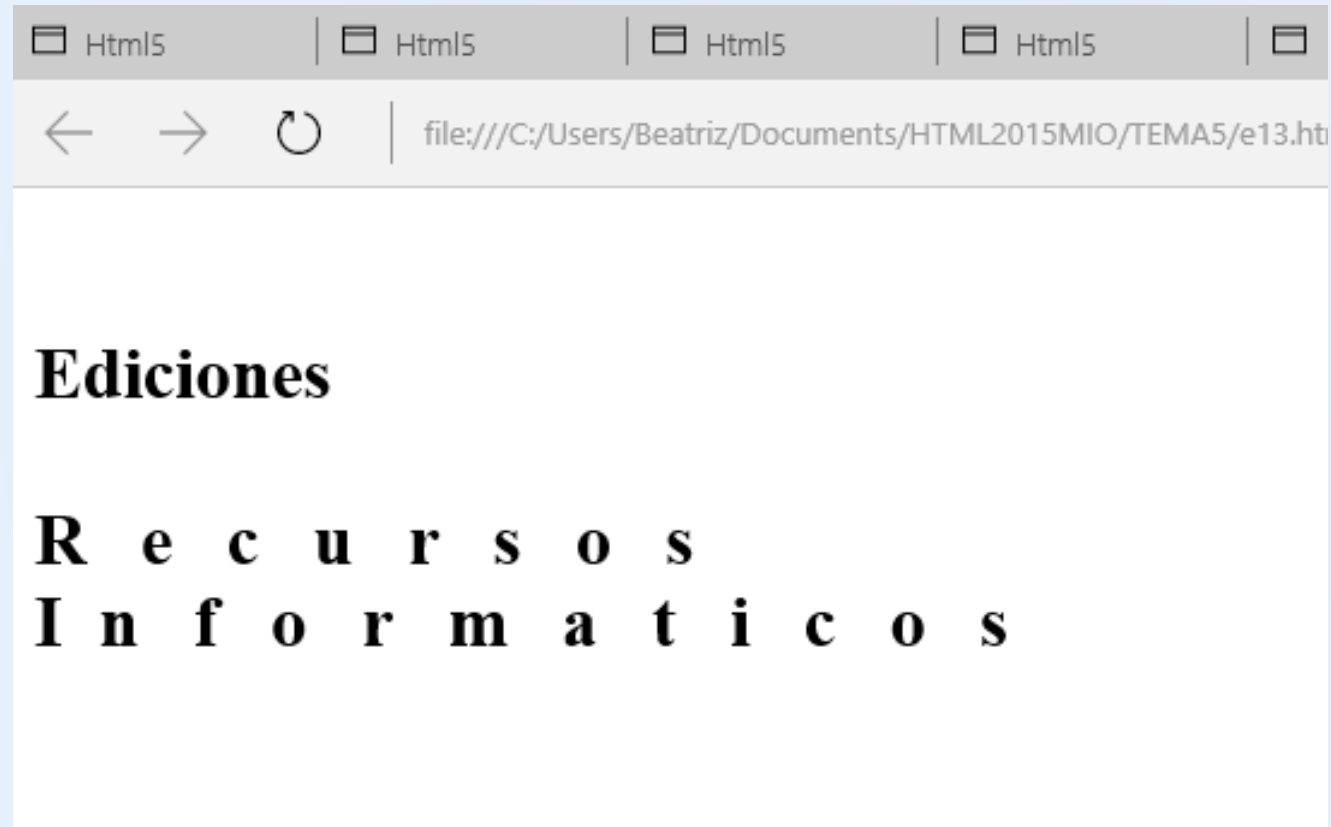 Html5 Html5 Html5 Html5
file:///C:/Users/Beatriz/Documents/HTML2015MIO/TEMA5/e13.ht
Ediciones
R e c u r s o s
I n f o r m a t i c o s